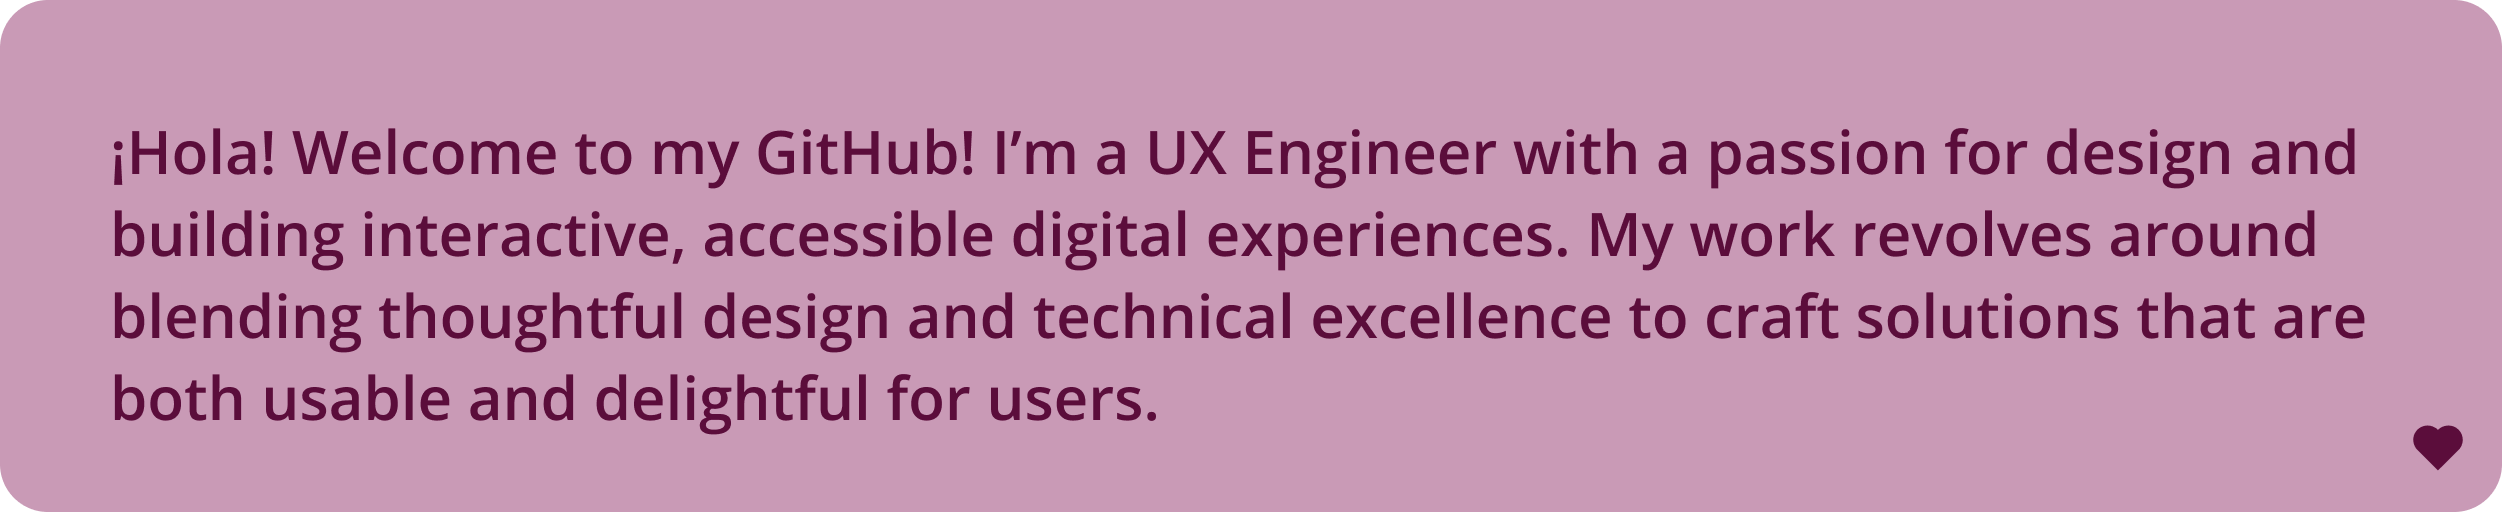 ¡Hola! Welcome to my GitHub! I’m a UX Engineer with a passion for design and
building interactive, accessible digital experiences. My work revolves around
blending thoughtful design and technical excellence to craft solutions that are
both usable and delightful for users.